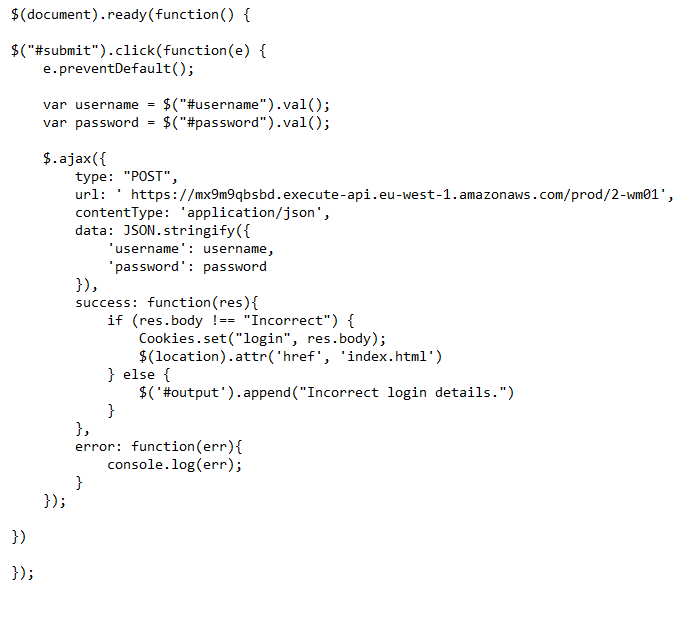 $(document).ready(function() {
$("#submit").click(function(e) {
e.preventDefault();
var username = $("#username").val();
var password = $("#password").val();
$.ajax({
type: "POST",
url: ' https://mx9m9qbsbd.execute-api.eu-west-1.amazonaws.com/prod/2-wm01',
contentType: 'application/json',
data: JSON.stringify({
'username': username,
'password': password
}),
success: function(res){
if (res.body !== "Incorrect") {
Cookies.set("login", res.body);
$(location).attr('href', 'index.html')
} else {
$('#output').append("Incorrect login details.")
}
},
error: function(err){
console.log(err);
}
});
})
});